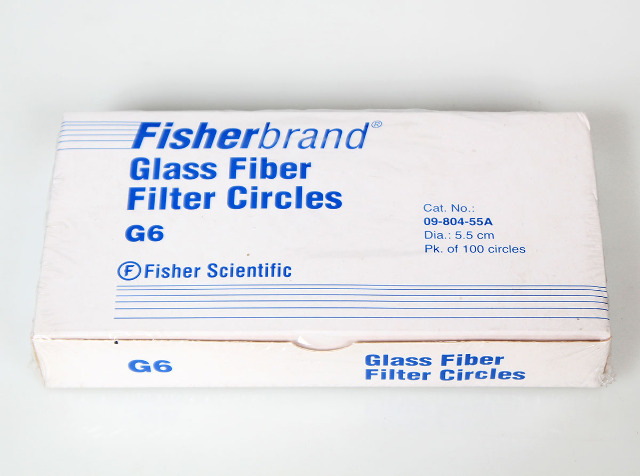 Fisherbrand®
Glass Fiber
Filter Circles
G6
F Fisher Scientific
Cat. No.:
09-804-55A
Dia.: 5.5 cm
Pk. of 100 circles
G6
Glass Fiber
Filter Circles